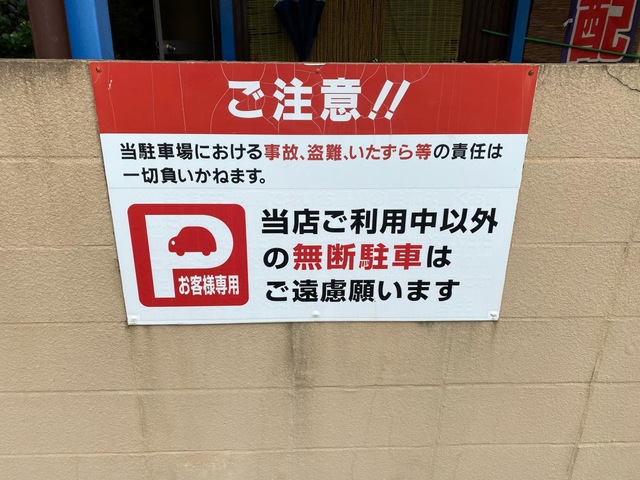 配
ご注意!!
当駐車場における事故、盗難、いたずら等の責任は
一切負いかねます。
P
お客様専用
当店ご利用中以外
の無断駐車は
ご遠慮願います